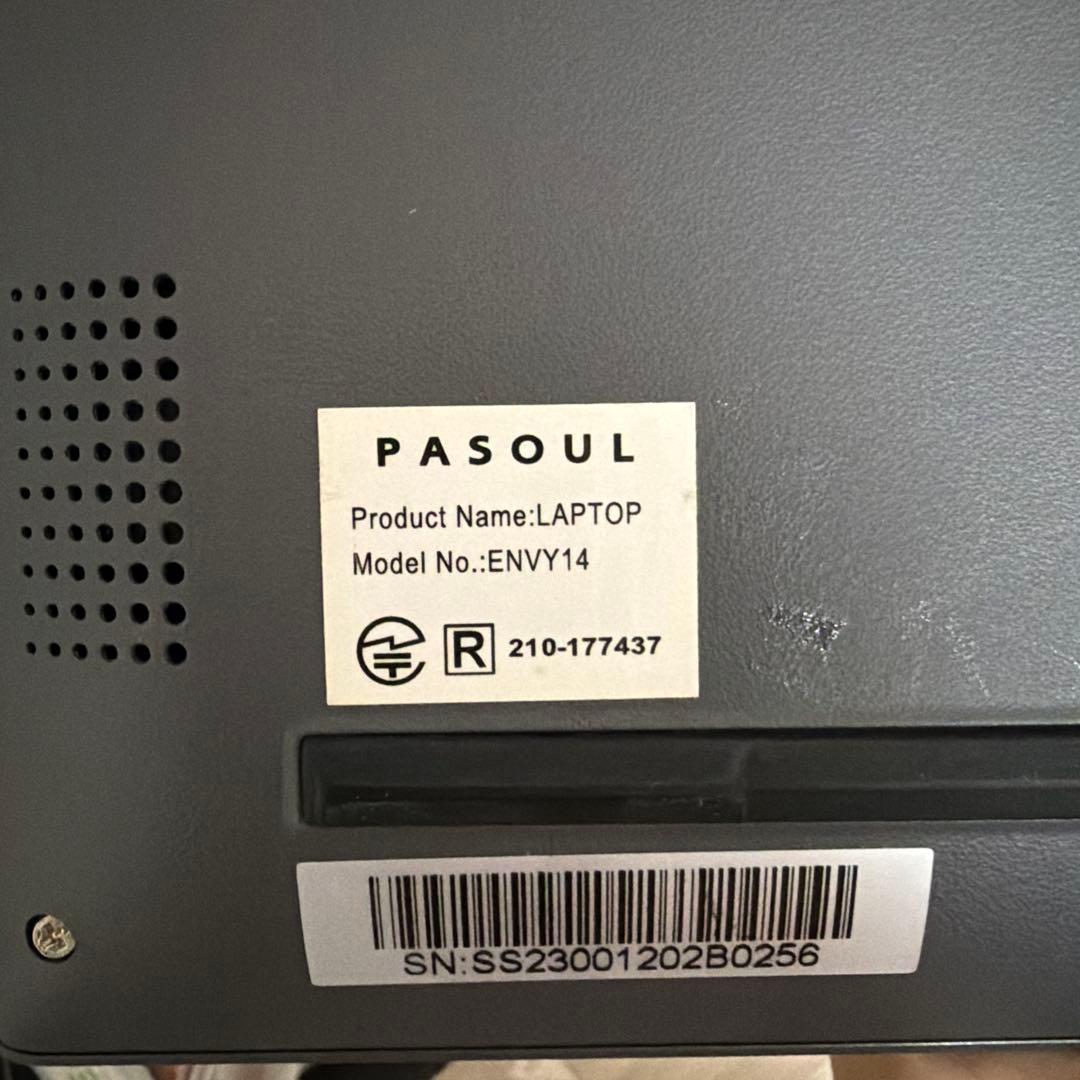 PASOUL
Product Name:LAPTOP
Model No.:ENVY14
R 210-177437
SN:SS23001202B0256